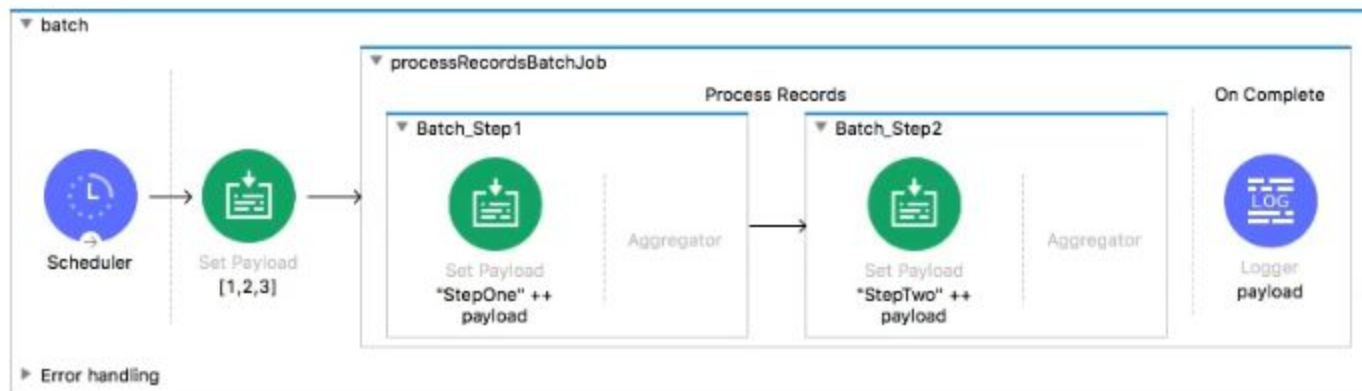 batch
processRecordsBatchJob
Process Records
On Complete
Batch_Step1
Batch_Step2
LOG
Scheduler
Set Payload
[1,2,3]
Set Payload
"StepOne" ++
payload
Aggregator
Set Payload
"StepTwo" ++
payload
Aggregator
Logger
payload
Error handling